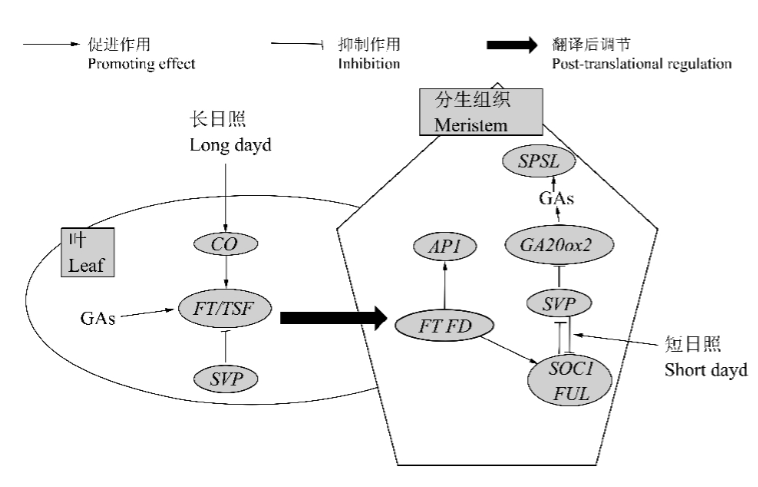 促进作用
Promoting effect
抑制作用
Inhibition
翻译后调节
Post-translational regulation
长日照
Long dayd
叶
Leaf
CO
FT/TSF
GAs
SVP
分生组织
Meristem
SPSL
GAs
AP1
GA20ox2
SVP
FT FD
SOC1
FUL
短日照
Short dayd